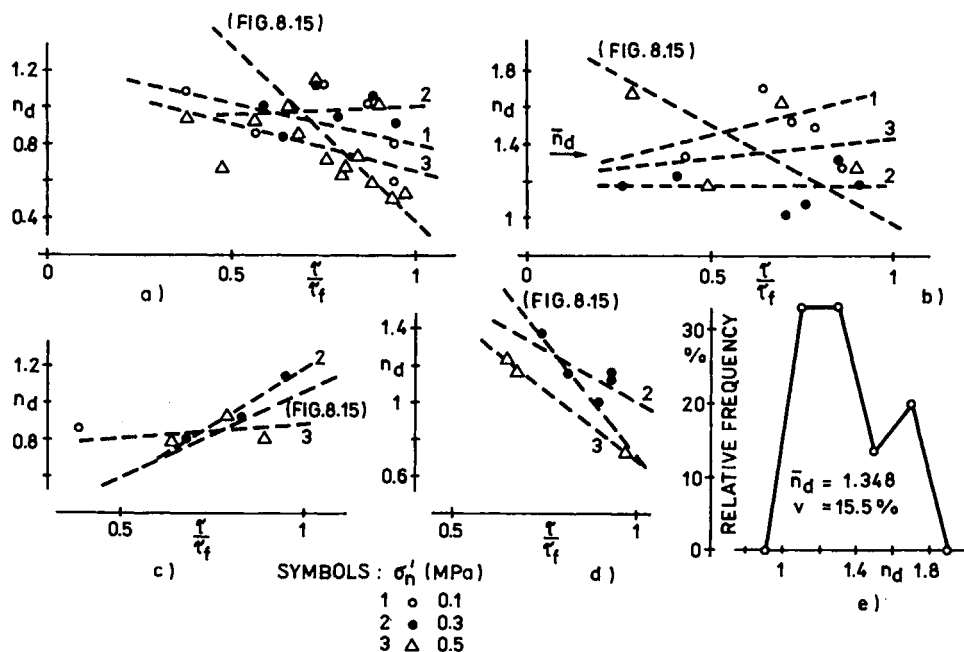 (FIG.8.15)
n_d
1.0
0.8
0.6
0.4
2
1
3
0
0.5
1
τ/τ_f
a)
(FIG.8.15)
1.8
n_d
1.4
n̄_d
1
1
3
2
0
0.5
1
τ/τ_f
b)
1.2
n_d
0.8
2
(FIG.8.15)
3
0.5
1
τ/τ_f
c)
(FIG.8.15)
1.4
n_d
1
0.6
2
3
0.5
1
τ/τ_f
d)
RELATIVE FREQUENCY
30
%
20
10
0
n̄_d = 1.348
v = 15.5%
1
1.4
n_d
1.8
e)
SYMBOLS : σ'_n (MPa)
1 ○ 0.1
2 ● 0.3
3 △ 0.5